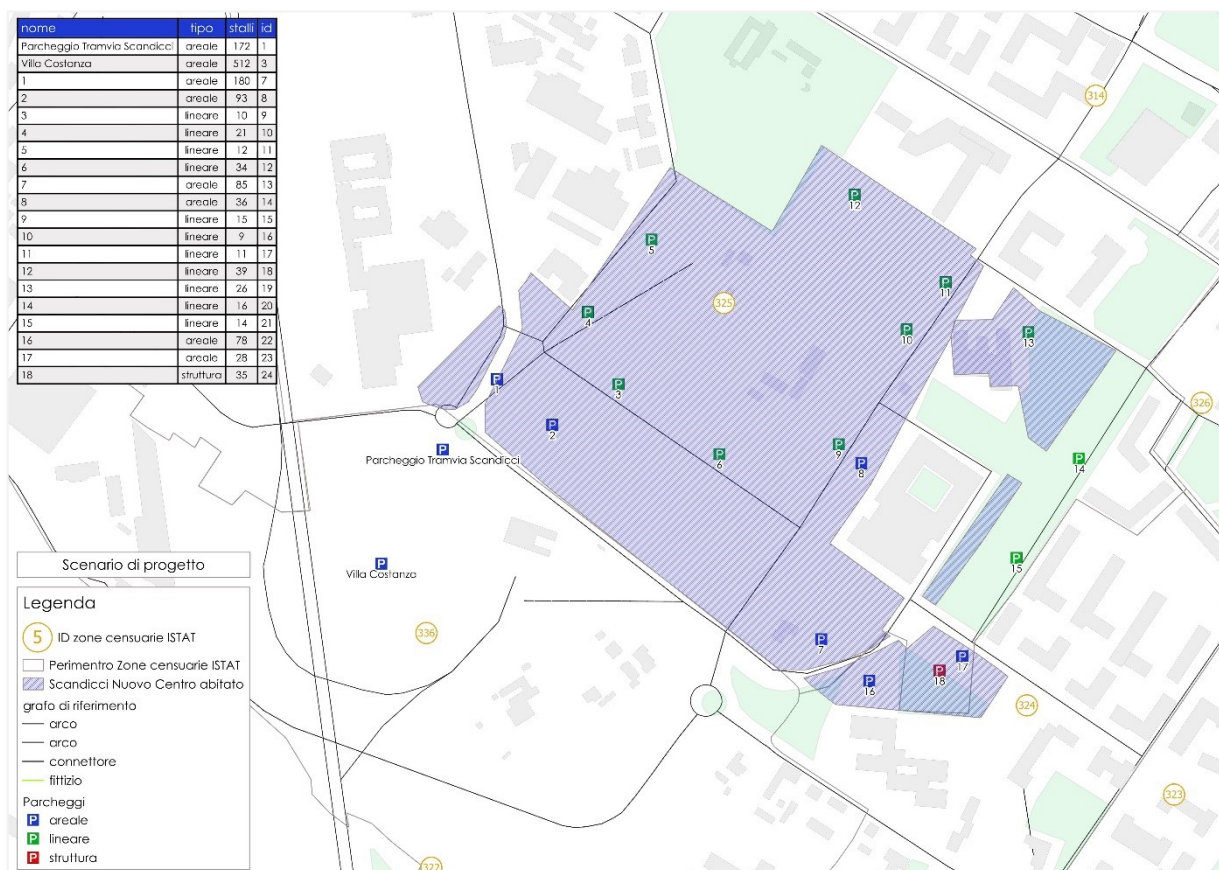 nome tipo stalli id
Parcheggio Tramvia Scandicci areale 172 1
Villa Costanza areale 512 3
1 areale 180 7
2 areale 93 8
3 lineare 10 9
4 lineare 21 10
5 lineare 12 11
6 lineare 34 12
7 areale 85 13
8 areale 36 14
9 lineare 15 15
10 lineare 9 16
11 lineare 11 17
12 lineare 39 18
13 lineare 26 19
14 lineare 16 20
15 lineare 14 21
16 areale 78 22
17 areale 28 23
18 struttura 35 24
314
P
12
P
5
P
11
325
P
4
P
10
P
13
P
1
P
3
326
P
2
P
Parcheggio Tramvia Scandicci
P
6
P
9
P
8
P
14
P
15
P
Villa Costanza
336
P
7
P
17
P
18
P
16
324
323
322
Scenario di progetto
Legenda
5 ID zone censuarie ISTAT
Perimentro Zone censuarie ISTAT
Scandicci Nuovo Centro abitato
grafo di riferimento
arco
arco
connettore
fittizio
Parcheggi
P areale
P lineare
P struttura